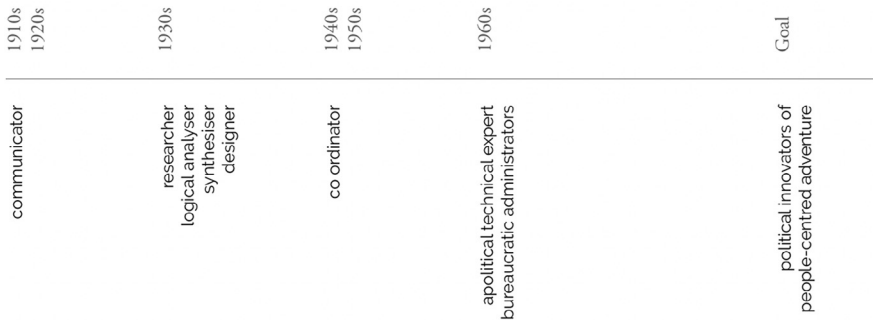 1910s
1920s
communicator
1930s
researcher
logical analyser
synthesiser
designer
1940s
1950s
co ordinator
1960s
apolitical technical expert
bureaucratic administrators
Goal
political innovators of
people-centred adventure